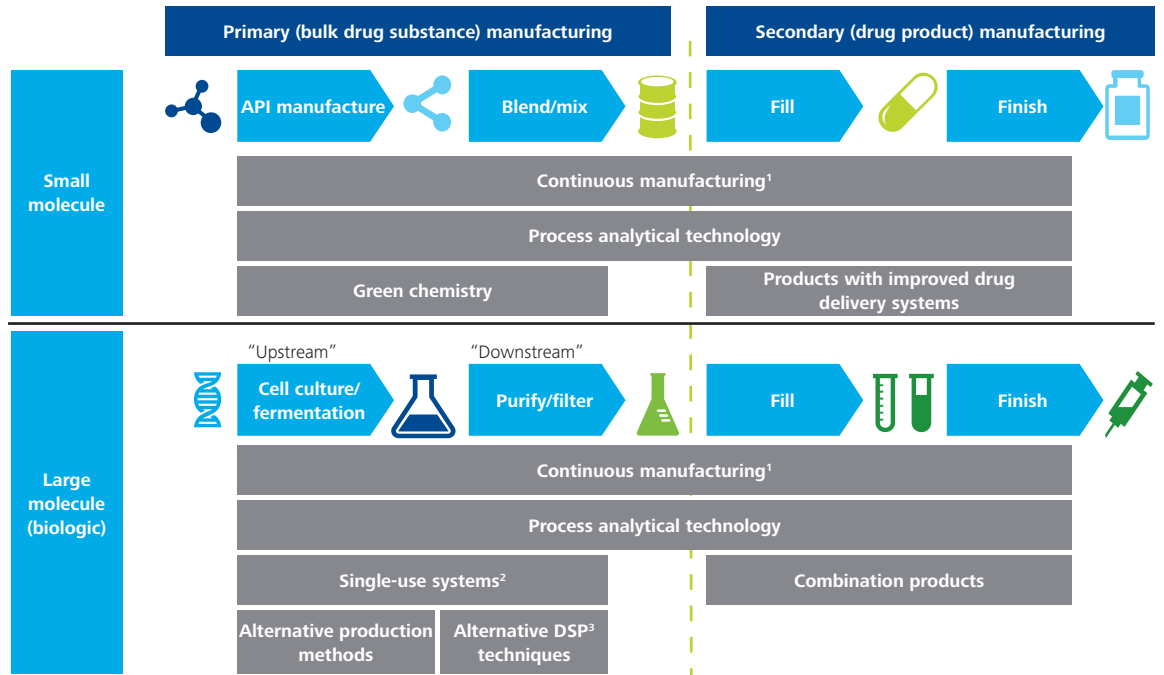 Primary (bulk drug substance) manufacturing
Secondary (drug product) manufacturing
Small
molecule
API manufacture
Blend/mix
Fill
Finish
Continuous manufacturing¹
Process analytical technology
Green chemistry
Products with improved drug
delivery systems
Large
molecule
(biologic)
“Upstream”
“Downstream”
Cell culture/
fermentation
Purify/filter
Fill
Finish
Continuous manufacturing¹
Process analytical technology
Single-use systems²
Combination products
Alternative production
methods
Alternative DSP³
techniques